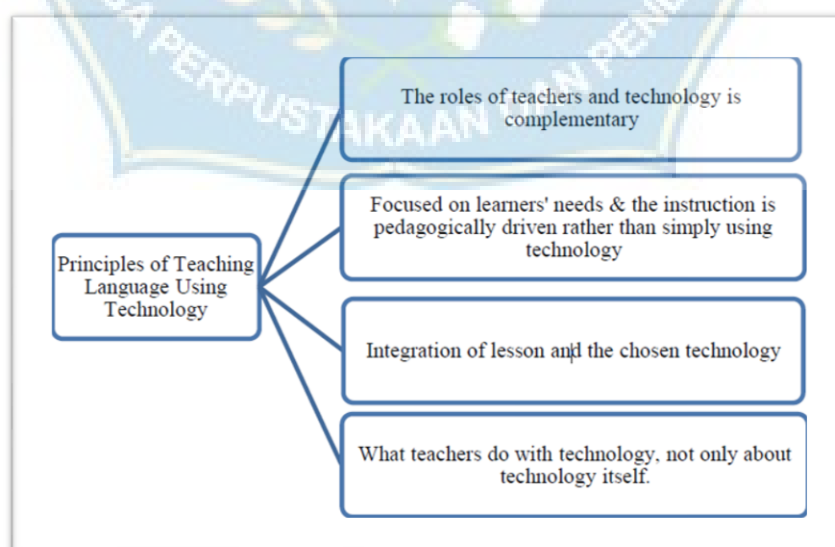 PERPUSTAKAAN DAN
The roles of teachers and technology is
complementary
Focused on learners' needs & the instruction is
pedagogically driven rather than simply using
technology
Principles of Teaching
Language Using
Technology
Integration of lesson and the chosen technology
What teachers do with technology, not only about
technology itself.